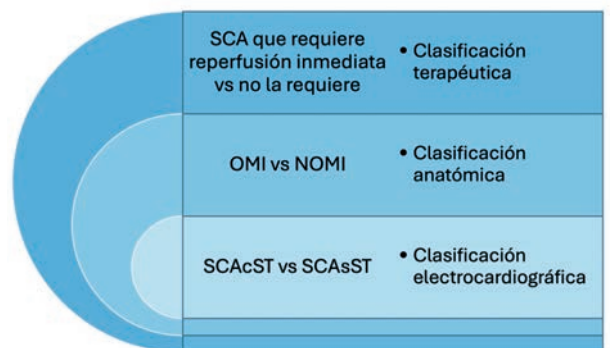 SCA que requiere
reperfusión inmediata
vs no la requiere
• Clasificación
terapéutica
OMI vs NOMI
• Clasificación
anatómica
SCAcST vs SCAsST
• Clasificación
electrocardiográfica